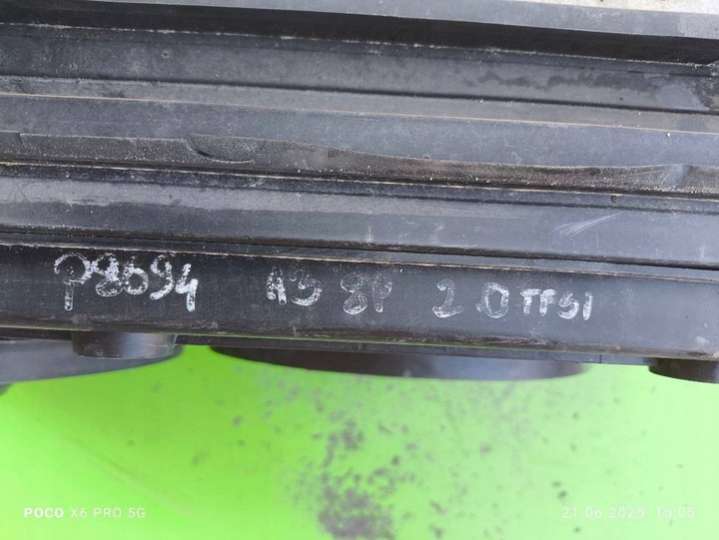 P8694 A3 8P 2.0 TFSI
POCO X6 PRO 5G